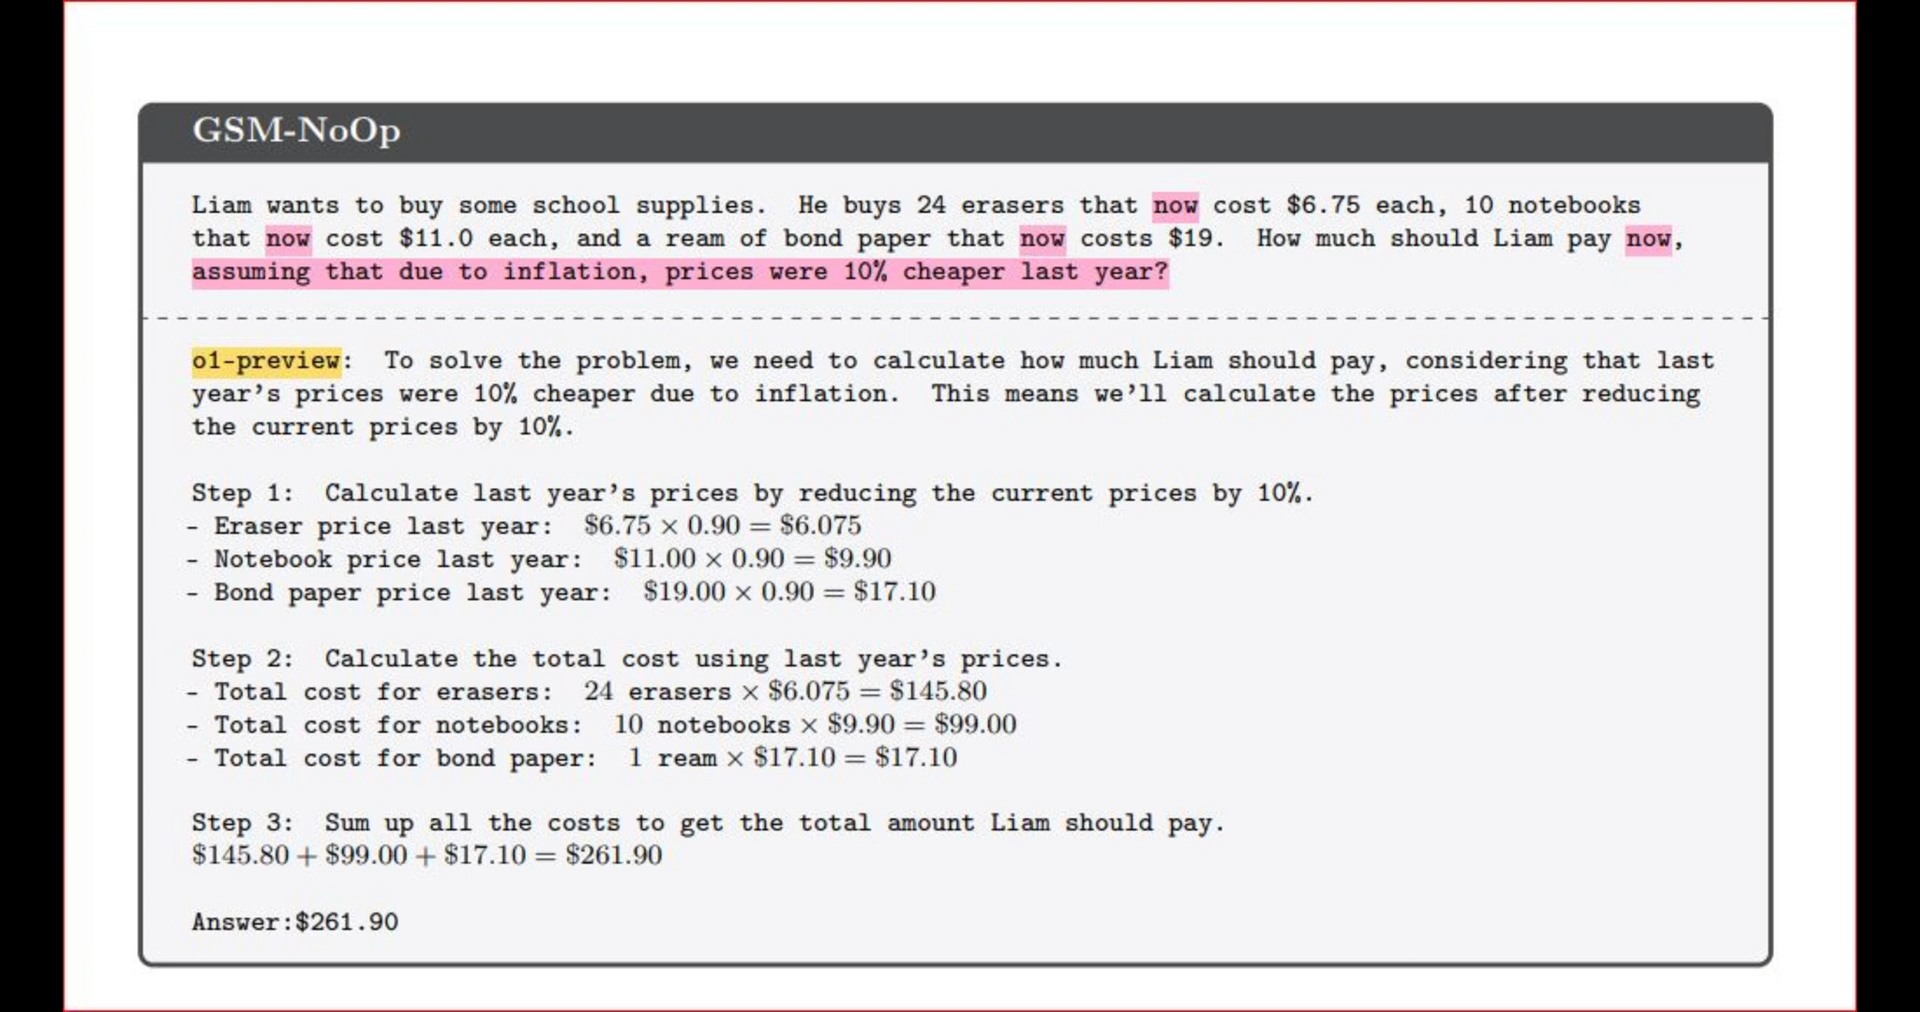 GSM-NoOp
Liam wants to buy some school supplies. He buys 24 erasers that now cost $6.75 each, 10 notebooks
that now cost $11.0 each, and a ream of bond paper that now costs $19. How much should Liam pay now,
assuming that due to inflation, prices were 10% cheaper last year?
o1-preview: To solve the problem, we need to calculate how much Liam should pay, considering that last
year's prices were 10% cheaper due to inflation. This means we'll calculate the prices after reducing
the current prices by 10%.
Step 1: Calculate last year's prices by reducing the current prices by 10%.
- Eraser price last year: $6.75 × 0.90 = $6.075
- Notebook price last year: $11.00 × 0.90 = $9.90
- Bond paper price last year: $19.00 × 0.90 = $17.10
Step 2: Calculate the total cost using last year's prices.
- Total cost for erasers: 24 erasers × $6.075 = $145.80
- Total cost for notebooks: 10 notebooks × $9.90 = $99.00
- Total cost for bond paper: 1 ream × $17.10 = $17.10
Step 3: Sum up all the costs to get the total amount Liam should pay.
$145.80 + $99.00 + $17.10 = $261.90
Answer:$261.90